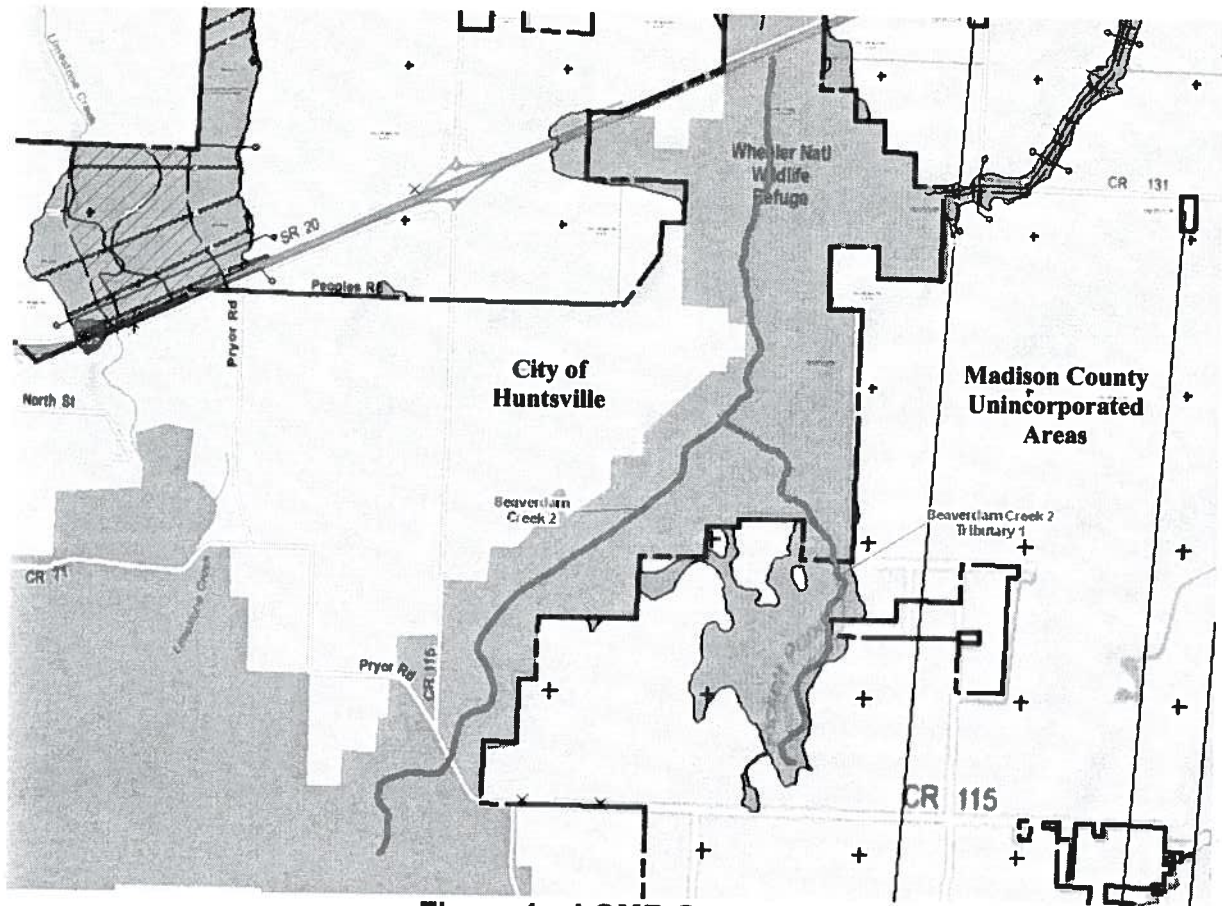 Limestone Creek
Wheeler Natl
Wildlife
Refuge
CR 131
SR 20
Peoples Rd
Pryor Rd
City of
Huntsville
Madison County
Unincorporated
Areas
North St
Beaverdam
Creek 2
Beaverdam Creek 2
Tributary 1
CR 71
Limestone Creek
Pryor Rd
CR 115
CR 115